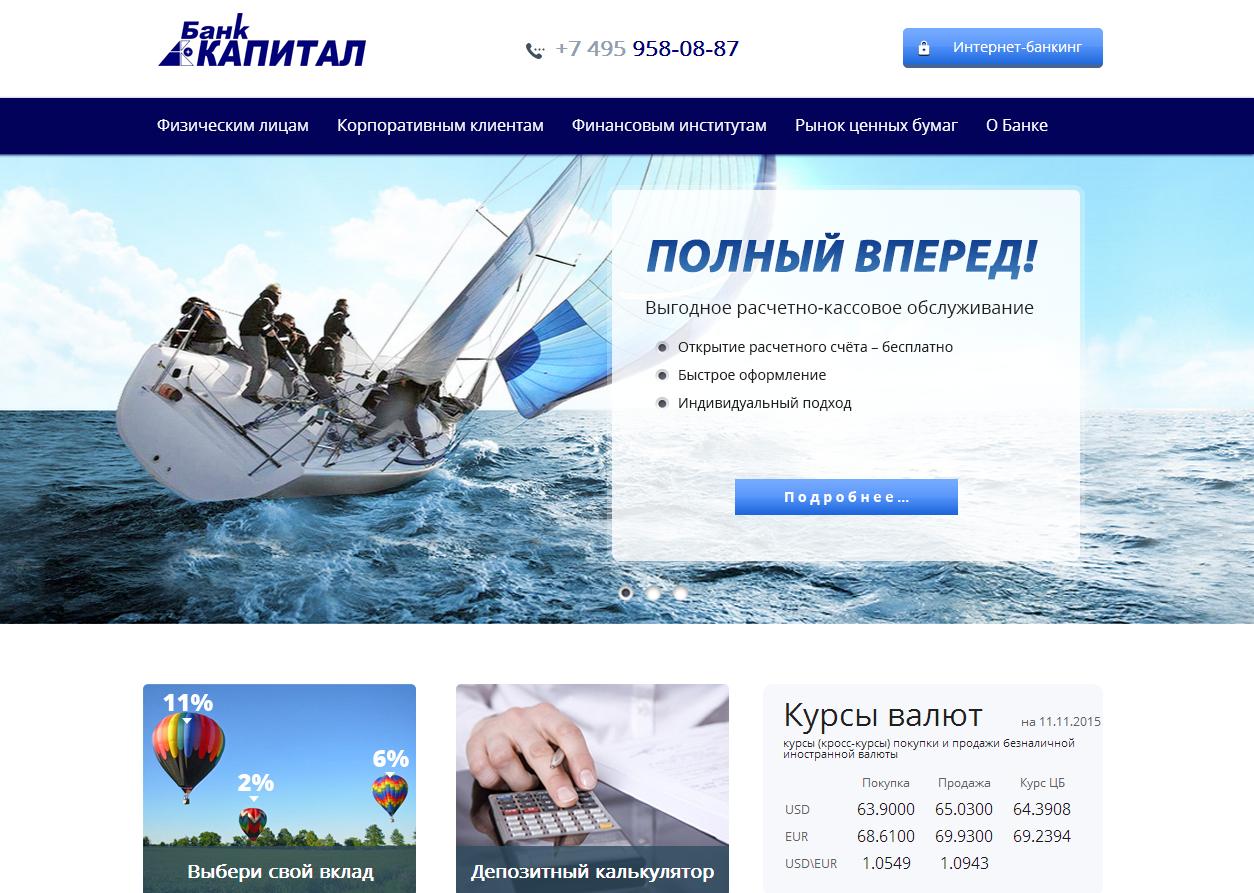 Банk
КАПИТАЛ
+7 495 958-08-87
Интернет-банкинг
Физическим лицам Корпоративным клиентам Финансовым институтам Рынок ценных бумаг О Банке
ПОЛНЫЙ ВПЕРЕД!
Выгодное расчетно-кассовое обслуживание
Открытие расчетного счёта – бесплатно
Быстрое оформление
Индивидуальный подход
Подробнее...
11%
6%
2%
Выбери свой вклад
Депозитный калькулятор
Курсы валют на 11.11.2015
курсы (кросс-курсы) покупки и продажи безналичной
иностранной валюты
Покупка Продажа Курс ЦБ
USD 63.9000 65.0300 64.3908
EUR 68.6100 69.9300 69.2394
USD\EUR 1.0549 1.0943